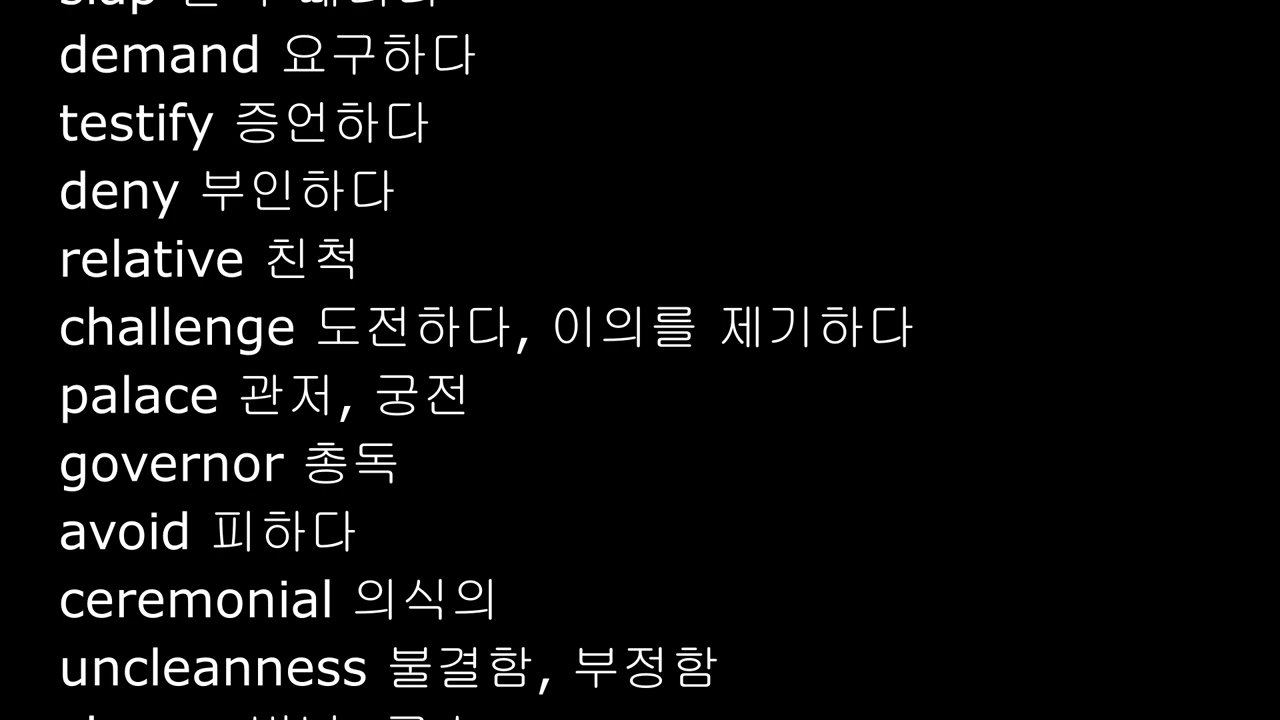 demand 요구하다
testify 증언하다
deny 부인하다
relative 친척
challenge 도전하다, 이의를 제기하다
palace 관저, 궁전
governor 총독
avoid 피하다
ceremonial 의식의
uncleanness 불결함, 부정함